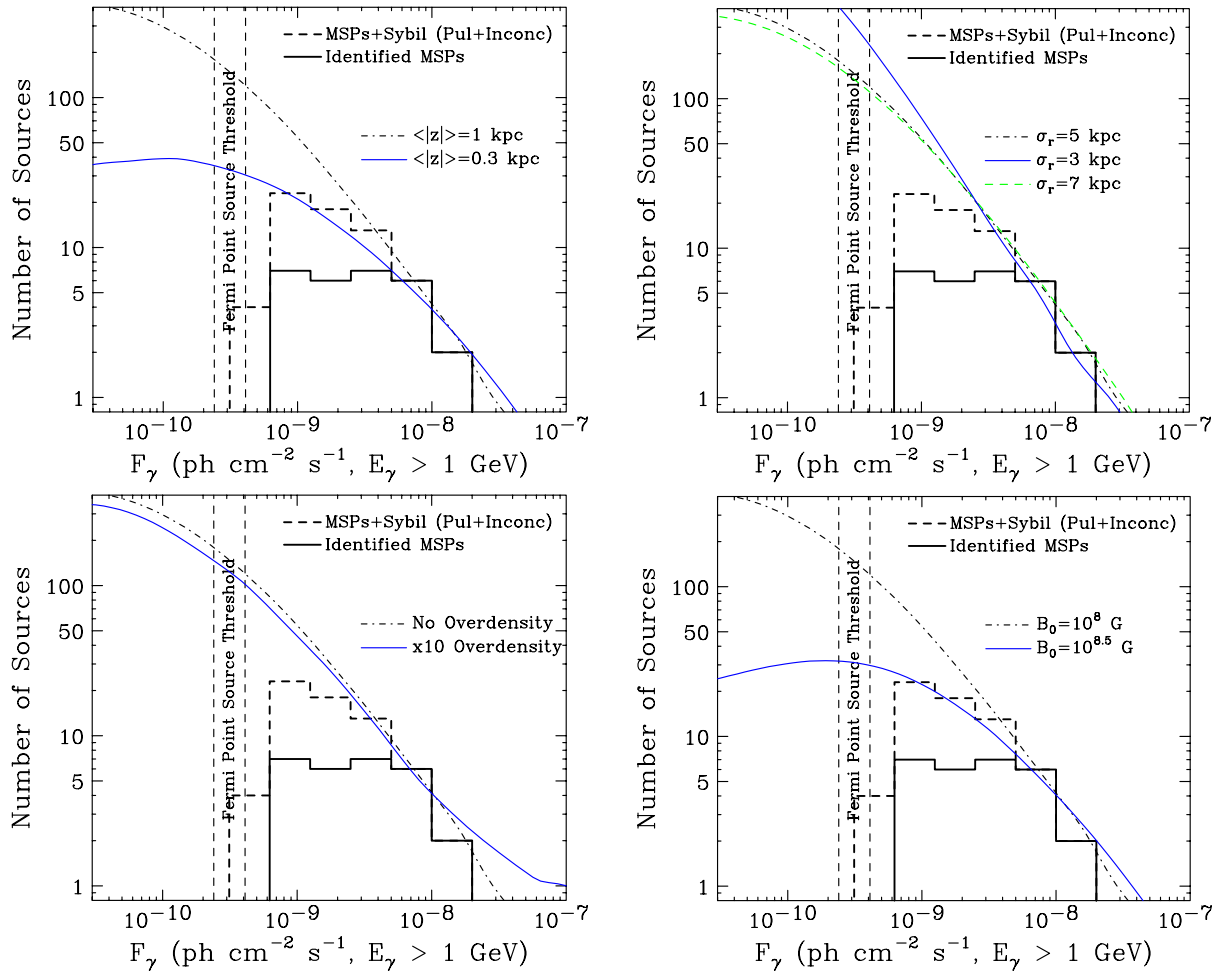 MSPs+Sybil (Pul+Inconc)
Identified MSPs
<|z|>=1 kpc
<|z|>=0.3 kpc
Fermi Point Source Threshold
Number of Sources
100
50
10
5
1
10⁻¹⁰ 10⁻⁹ 10⁻⁸ 10⁻⁷
F_γ (ph cm⁻² s⁻¹, E_γ > 1 GeV)
MSPs+Sybil (Pul+Inconc)
Identified MSPs
σ_r=5 kpc
σ_r=3 kpc
σ_r=7 kpc
Fermi Point Source Threshold
Number of Sources
100
50
10
5
1
10⁻¹⁰ 10⁻⁹ 10⁻⁸ 10⁻⁷
F_γ (ph cm⁻² s⁻¹, E_γ > 1 GeV)
MSPs+Sybil (Pul+Inconc)
Identified MSPs
No Overdensity
x10 Overdensity
Fermi Point Source Threshold
Number of Sources
100
50
10
5
1
10⁻¹⁰ 10⁻⁹ 10⁻⁸ 10⁻⁷
F_γ (ph cm⁻² s⁻¹, E_γ > 1 GeV)
MSPs+Sybil (Pul+Inconc)
Identified MSPs
B₀=10⁸ G
B₀=10⁸·⁵ G
Fermi Point Source Threshold
Number of Sources
100
50
10
5
1
10⁻¹⁰ 10⁻⁹ 10⁻⁸ 10⁻⁷
F_γ (ph cm⁻² s⁻¹, E_γ > 1 GeV)